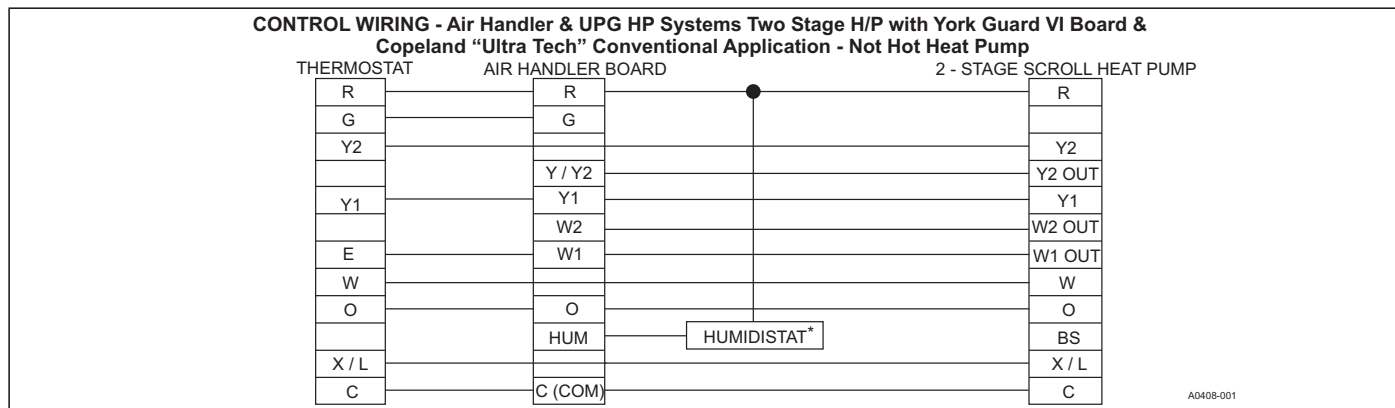 CONTROL WIRING - Air Handler & UPG HP Systems Two Stage H/P with York Guard VI Board &
Copeland “Ultra Tech” Conventional Application - Not Hot Heat Pump
THERMOSTAT AIR HANDLER BOARD 2 - STAGE SCROLL HEAT PUMP
R R R
G G
Y2 Y2
Y / Y2 Y2 OUT
Y1 Y1 Y1
W2 W2 OUT
E W1 W1 OUT
W W
O O O
HUM HUMIDISTAT* BS
X / L X / L
C C (COM) C
A0408-001